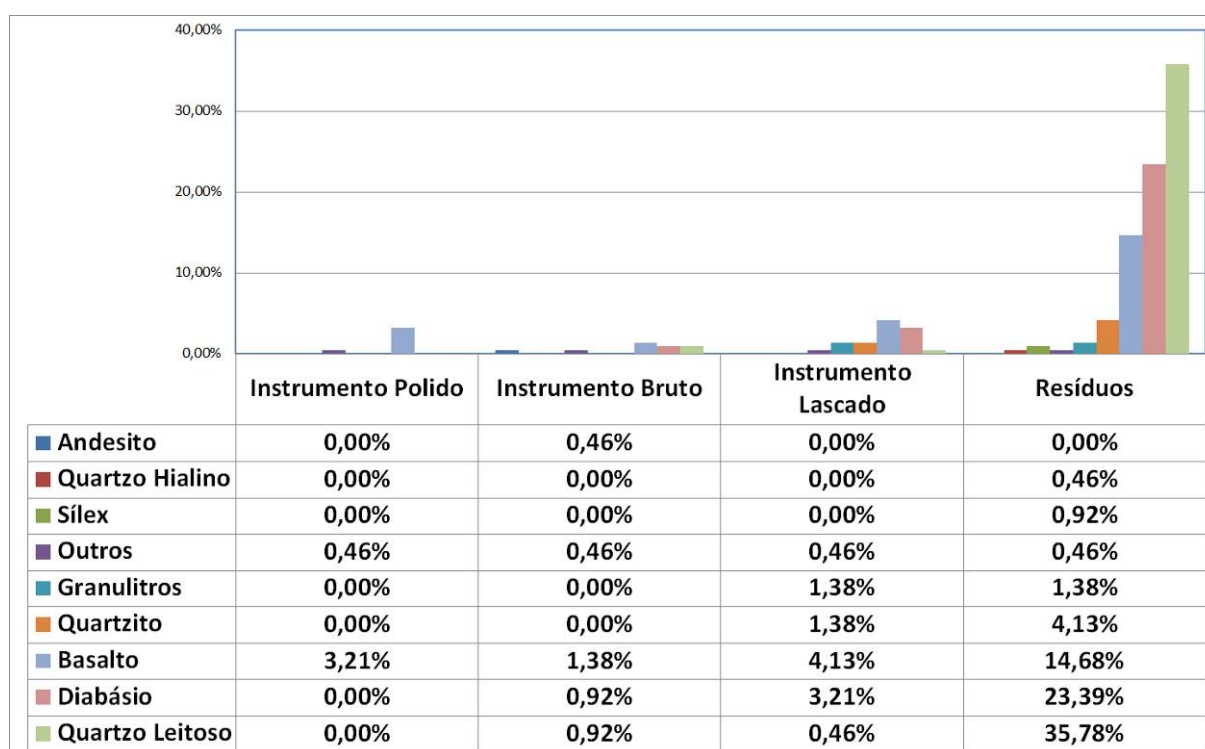 40,00%
30,00%
20,00%
10,00%
0,00%
Instrumento Polido Instrumento Bruto Instrumento Lascado Resíduos
Andesito 0,00% 0,46% 0,00% 0,00%
Quartzo Hialino 0,00% 0,00% 0,00% 0,46%
Sílex 0,00% 0,00% 0,00% 0,92%
Outros 0,46% 0,46% 0,46% 0,46%
Granulitros 0,00% 0,00% 1,38% 1,38%
Quartzito 0,00% 0,00% 1,38% 4,13%
Basalto 3,21% 1,38% 4,13% 14,68%
Diabásio 0,00% 0,92% 3,21% 23,39%
Quartzo Leitoso 0,00% 0,92% 0,46% 35,78%